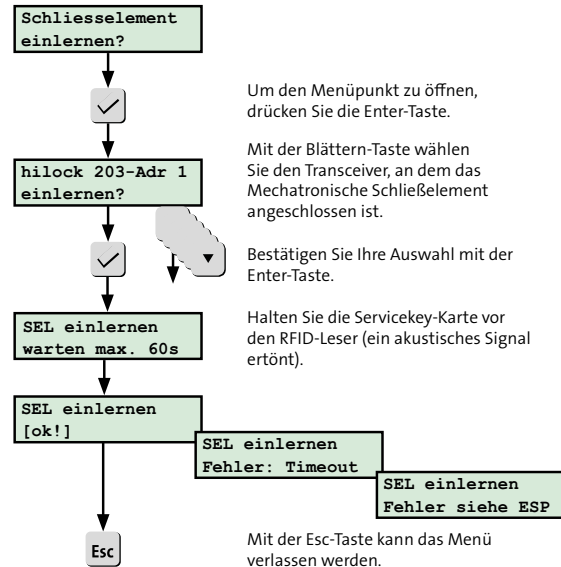 Schliesselement
einlernen?
Um den Menüpunkt zu öffnen,
drücken Sie die Enter-Taste.
Mit der Blättern-Taste wählen
Sie den Transceiver, an dem das
Mechatronische Schließelement
angeschlossen ist.
hilock 203-Adr 1
einlernen?
Bestätigen Sie Ihre Auswahl mit der
Enter-Taste.
Halten Sie die Servicekey-Karte vor
den RFID-Leser (ein akustisches Signal
ertönt).
SEL einlernen
warten max. 60s
SEL einlernen
[ok!]
SEL einlernen
Fehler: Timeout
SEL einlernen
Fehler siehe ESP
Esc
Mit der Esc-Taste kann das Menü
verlassen werden.